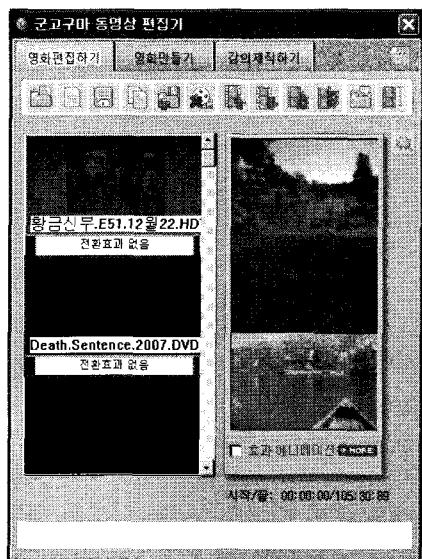 군고구마 동영상 편집기
영화편집하기 영화만들기 강의제작하기
황금신부.E51.12월22.HD
전환효과 없음
Death.Sentence.2007.DVD
전환효과 없음
효과 애니메이션 MORE
시작/끝: 00:00:00/105:30:89